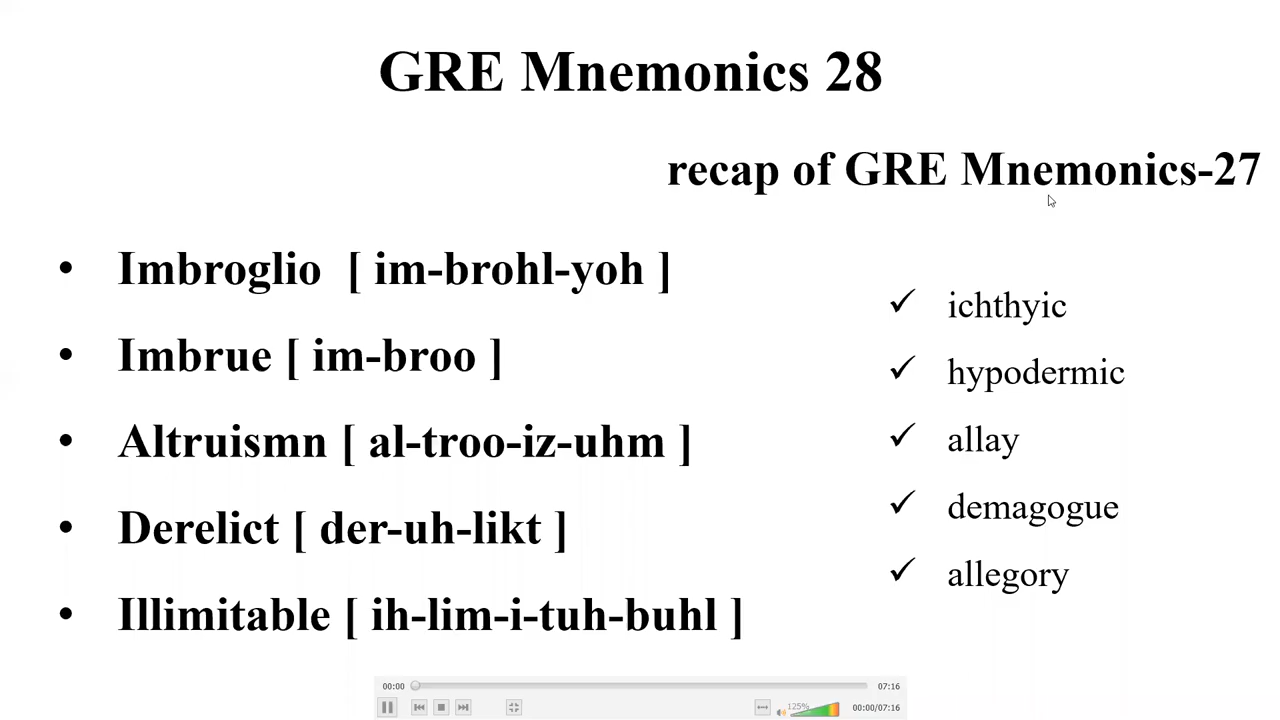 GRE Mnemonics 28
recap of GRE Mnemonics-27
• Imbroglio [ im-brohl-yoh ]
• Imbrue [ im-broo ]
• Altruismn [ al-troo-iz-uhm ]
• Derelict [ der-uh-likt ]
• Illimitable [ ih-lim-i-tuh-buhl ]
✓ ichthyic
✓ hypodermic
✓ allay
✓ demagogue
✓ allegory
00:00 07:16
125% 00:00/07:16